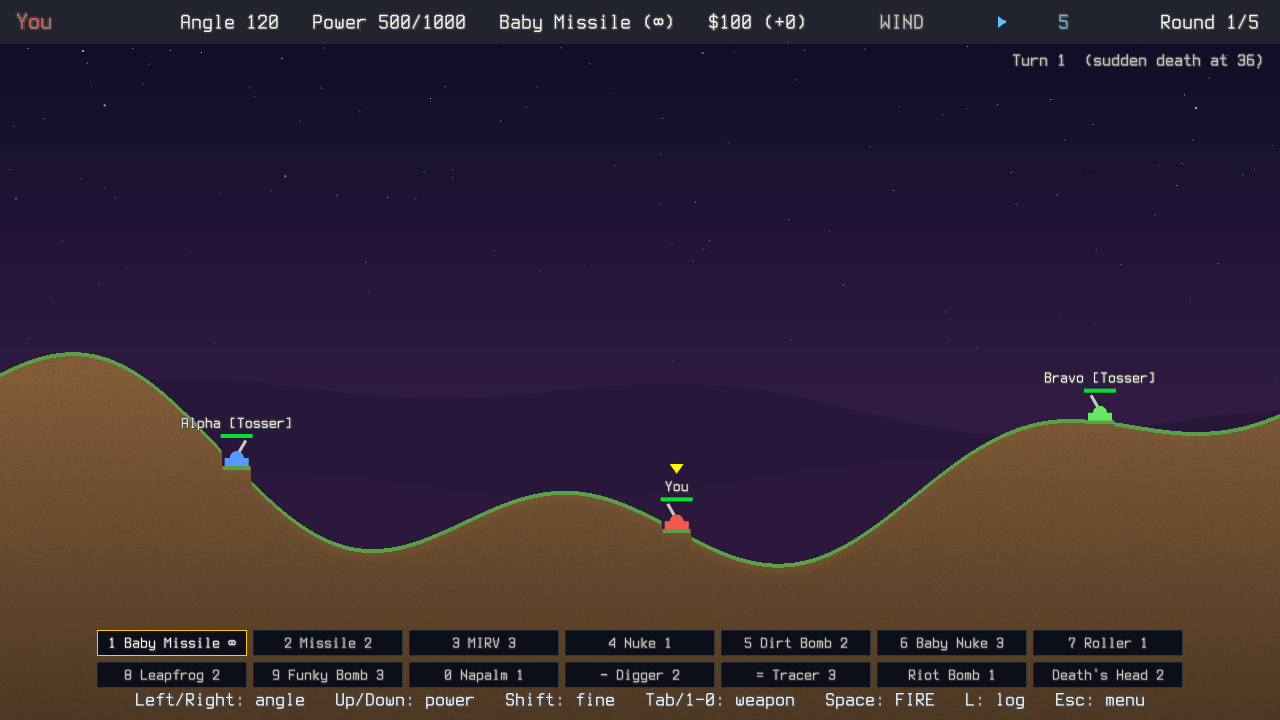 You Angle 120 Power 500/1000 Baby Missile (∞) $100 (+0) WIND 5 Round 1/5
Turn 1 (sudden death at 36)
Bravo [Tosser]
Alpha [Tosser]
You
1 Baby Missile ∞ 2 Missile 2 3 MIRV 3 4 Nuke 1 5 Dirt Bomb 2 6 Baby Nuke 3 7 Roller 1
8 Leapfrog 2 9 Funky Bomb 3 0 Napalm 1 - Digger 2 = Tracer 3 Riot Bomb 1 Death's Head 2
Left/Right: angle Up/Down: power Shift: fine Tab/1-0: weapon Space: FIRE L: log Esc: menu